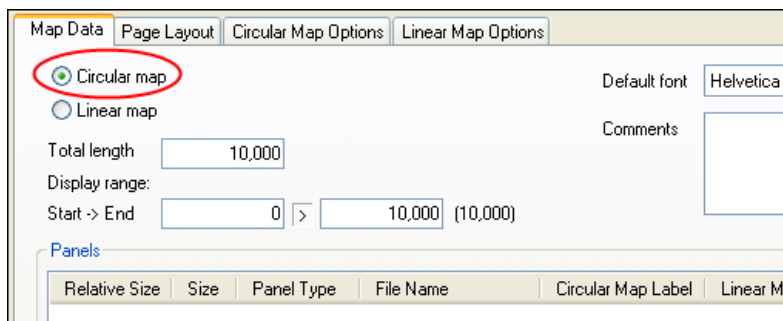 Map Data Page Layout Circular Map Options Linear Map Options
Circular map
Linear map
Default font Helvetica
Comments
Total length 10,000
Display range:
Start -> End 0 > 10,000 (10,000)
Panels
Relative Size Size Panel Type File Name Circular Map Label Linear M